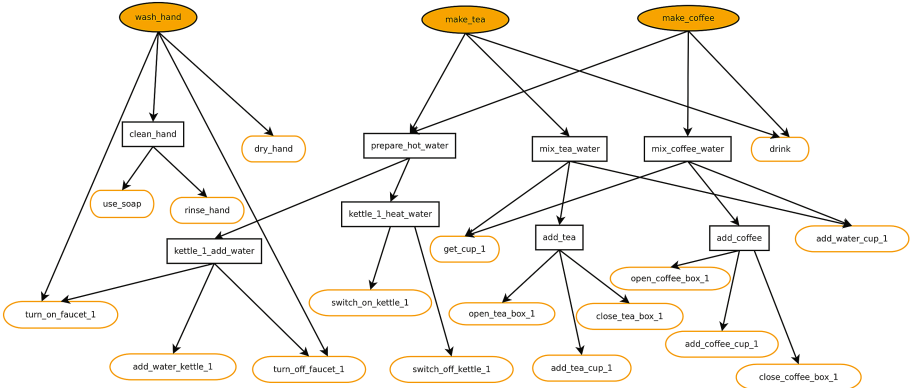 wash_hand
make_tea
make_coffee
clean_hand
dry_hand
prepare_hot_water
mix_tea_water
mix_coffee_water
drink
use_soap
rinse_hand
kettle_1_heat_water
kettle_1_add_water
get_cup_1
add_tea
add_coffee
add_water_cup_1
open_coffee_box_1
switch_on_kettle_1
turn_on_faucet_1
open_tea_box_1
close_tea_box_1
add_coffee_cup_1
add_water_kettle_1
turn_off_faucet_1
switch_off_kettle_1
add_tea_cup_1
close_coffee_box_1